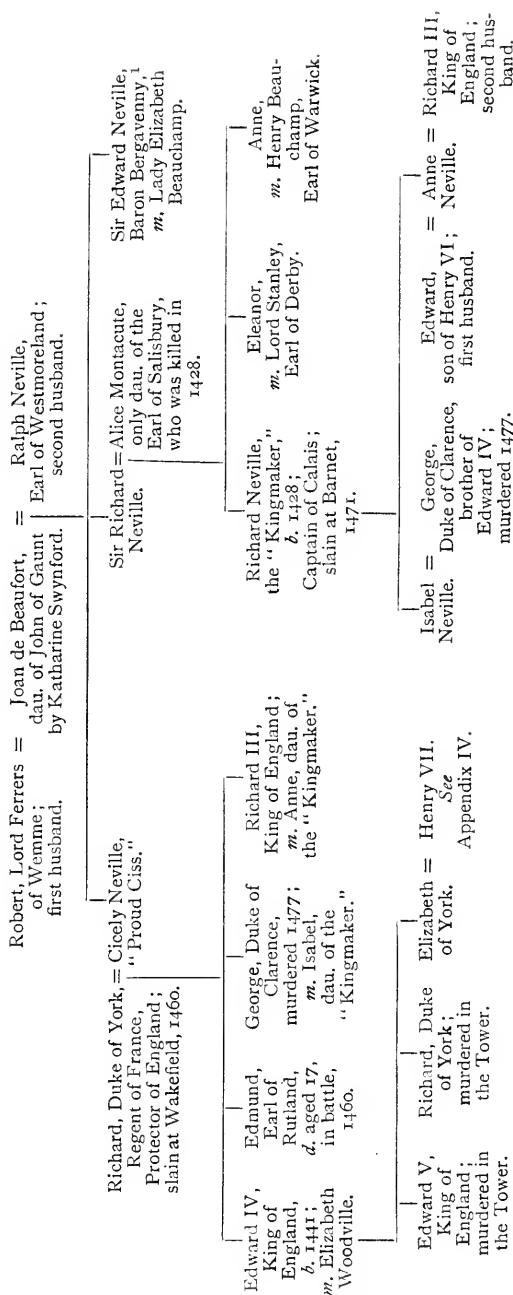 Robert, Lord Ferrers = Joan de Beaufort, = Ralph Neville,
of Wemme; dau. of John of Gaunt Earl of Westmoreland;
first husband. by Katharine Swynford. second husband.
Richard, Duke of York, = Cicely Neville,
Regent of France, "Proud Ciss."
Protector of England;
slain at Wakefield, 1460.
Sir Richard = Alice Montacute,
Neville. only dau. of the
Earl of Salisbury,
who was killed in
1428.
Sir Edward Neville,
Baron Bergavenny,1
m. Lady Elizabeth
Beauchamp.
Edward IV,
King of
England,
b. 1441;
m. Elizabeth
Woodville.
Edmund,
Earl of
Rutland,
d. aged 17,
in battle,
1460.
George, Duke of
Clarence,
murdered 1477;
m. Isabel,
dau. of the
"Kingmaker."
Richard III,
King of England;
m. Anne, dau. of
the "Kingmaker."
Richard Neville,
the "Kingmaker,"
b. 1428;
Captain of Calais;
slain at Barnet,
1471.
Eleanor,
m. Lord Stanley,
Earl of Derby.
Anne,
m. Henry Beau-
champ,
Earl of Warwick.
Edward V,
King of
England;
murdered in
the Tower.
Richard, Duke
of York;
murdered in
the Tower.
Elizabeth = Henry VII.
of York. See
Appendix IV.
Isabel = George,
Neville. Duke of Clarence,
brother of
Edward IV;
murdered 1477.
Edward, = Anne = Richard III,
son of Henry VI; Neville. King of
first husband. England;
second hus-
band.